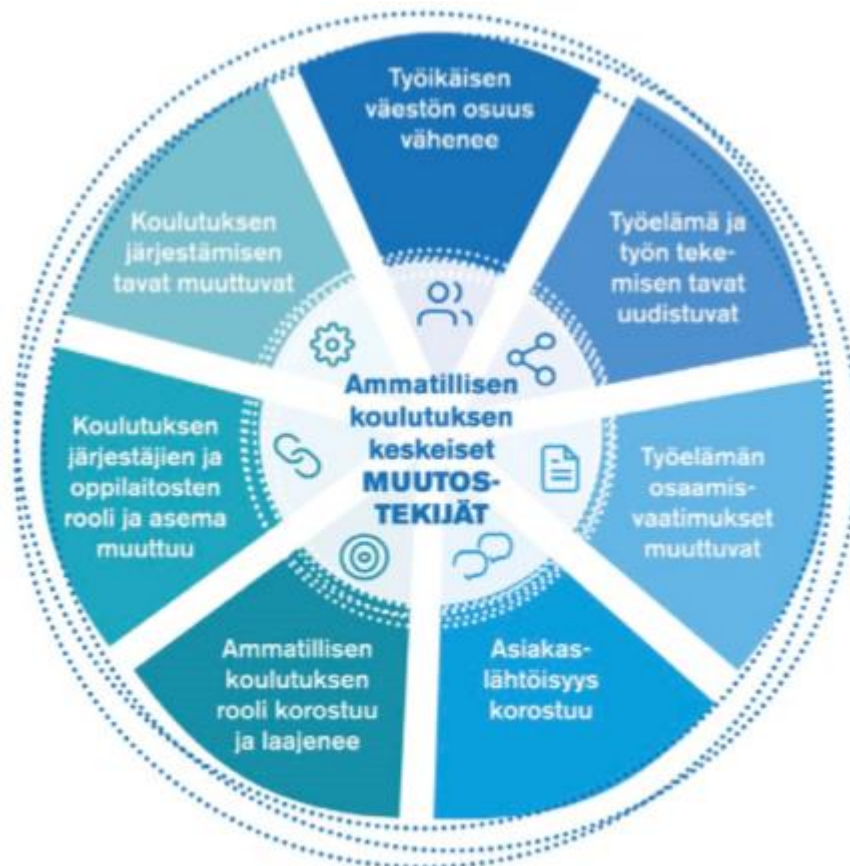 Työikäisen
väestön osuus
vähenee
Työelämä ja
työn teke-
misen tavat
uudistuvat
Työelämän
osaamis-
vaatimukset
muuttuvat
Asiakas-
lähtöisyys
korostuu
Ammatillisen
koulutuksen
rooli korostuu
ja laajenee
Koulutuksen
järjestäjien ja
oppilaitosten
rooli ja asema
muuttuu
Koulutuksen
järjestämisen
tavat muuttuvat
Ammatillisen
koulutuksen
keskeiset
MUUTOS-
TEKIJÄT